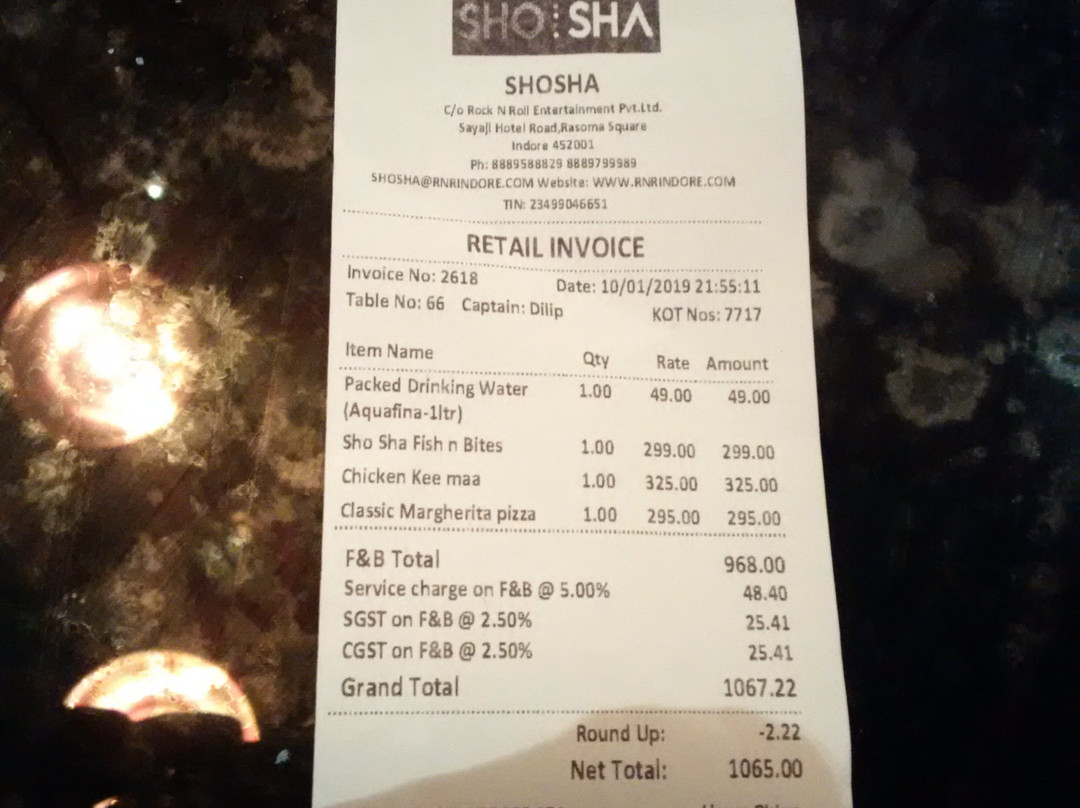 SHO SHA
SHOSHA
C/o Rock N Roll Entertainment Pvt.Ltd.
Sayaji Hotel Road,Rasoma Square
Indore 452001
Ph: 8889588829 8889799989
SHOSHA@RNRINDORE.COM Website: WWW.RNRINDORE.COM
TIN: 23499046651
RETAIL INVOICE
Invoice No: 2618 Date: 10/01/2019 21:55:11
Table No: 66 Captain: Dilip KOT Nos: 7717
Item Name Qty Rate Amount
Packed Drinking Water 1.00 49.00 49.00
(Aquafina-1ltr)
Sho Sha Fish n Bites 1.00 299.00 299.00
Chicken Kee maa 1.00 325.00 325.00
Classic Margherita pizza 1.00 295.00 295.00
F&B Total 968.00
Service charge on F&B @ 5.00% 48.40
SGST on F&B @ 2.50% 25.41
CGST on F&B @ 2.50% 25.41
Grand Total 1067.22
Round Up: -2.22
Net Total: 1065.00